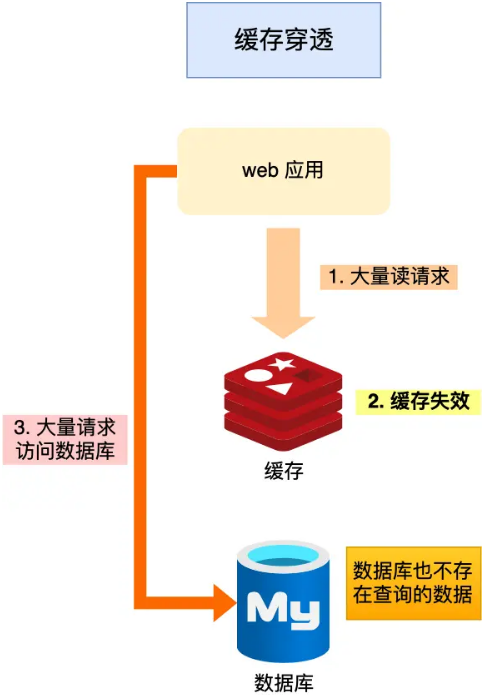 缓存穿透
web 应用
1. 大量读请求
2. 缓存失效
缓存
3. 大量请求
访问数据库
数据库也不存
在查询的数据
My
数据库